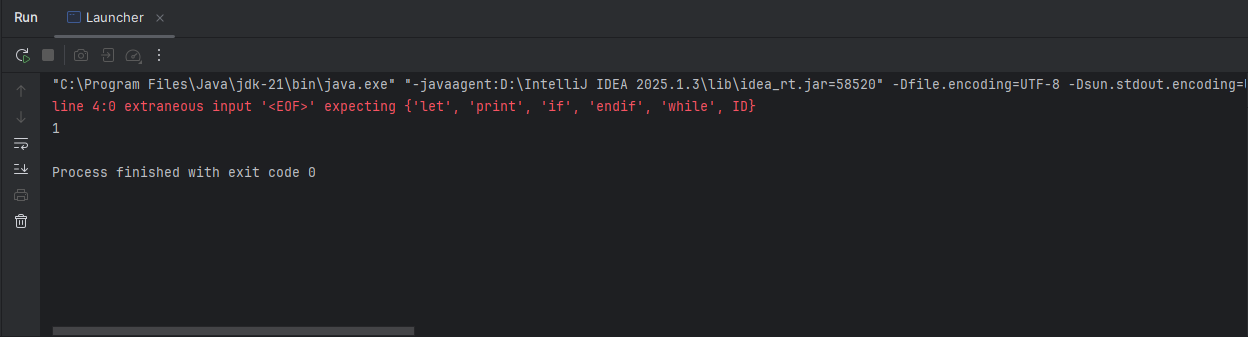 Run Launcher
"C:\Program Files\Java\jdk-21\bin\java.exe" "-javaagent:D:\IntelliJ IDEA 2025.1.3\lib\idea_rt.jar=58520" -Dfile.encoding=UTF-8 -Dsun.stdout.encoding=
line 4:0 extraneous input '<EOF>' expecting {'let', 'print', 'if', 'endif', 'while', ID}
1
Process finished with exit code 0